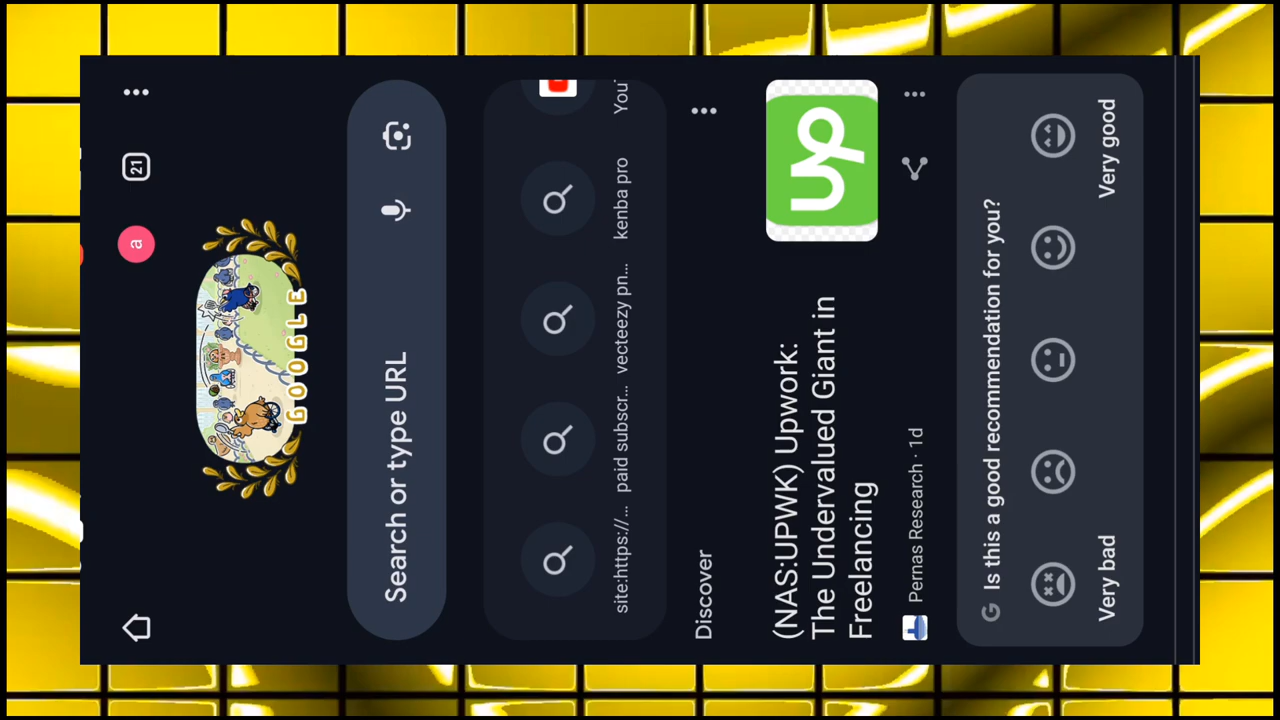 21
a
GOOGLE
Search or type URL
site:https://...
paid subscr...
vecteezy pn...
kenba pro
You
Discover
(NAS:UPWK) Upwork:
The Undervalued Giant in
Freelancing
up
Pernas Research · 1d
G Is this a good recommendation for you?
Very bad
Very good